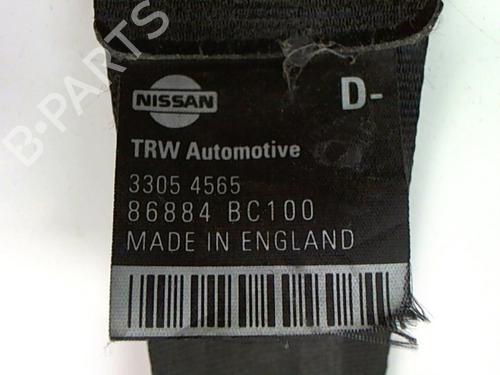 B-PARTS
NISSAN
D-
TRW Automotive
3305 4565
86884 BC100
MADE IN ENGLAND